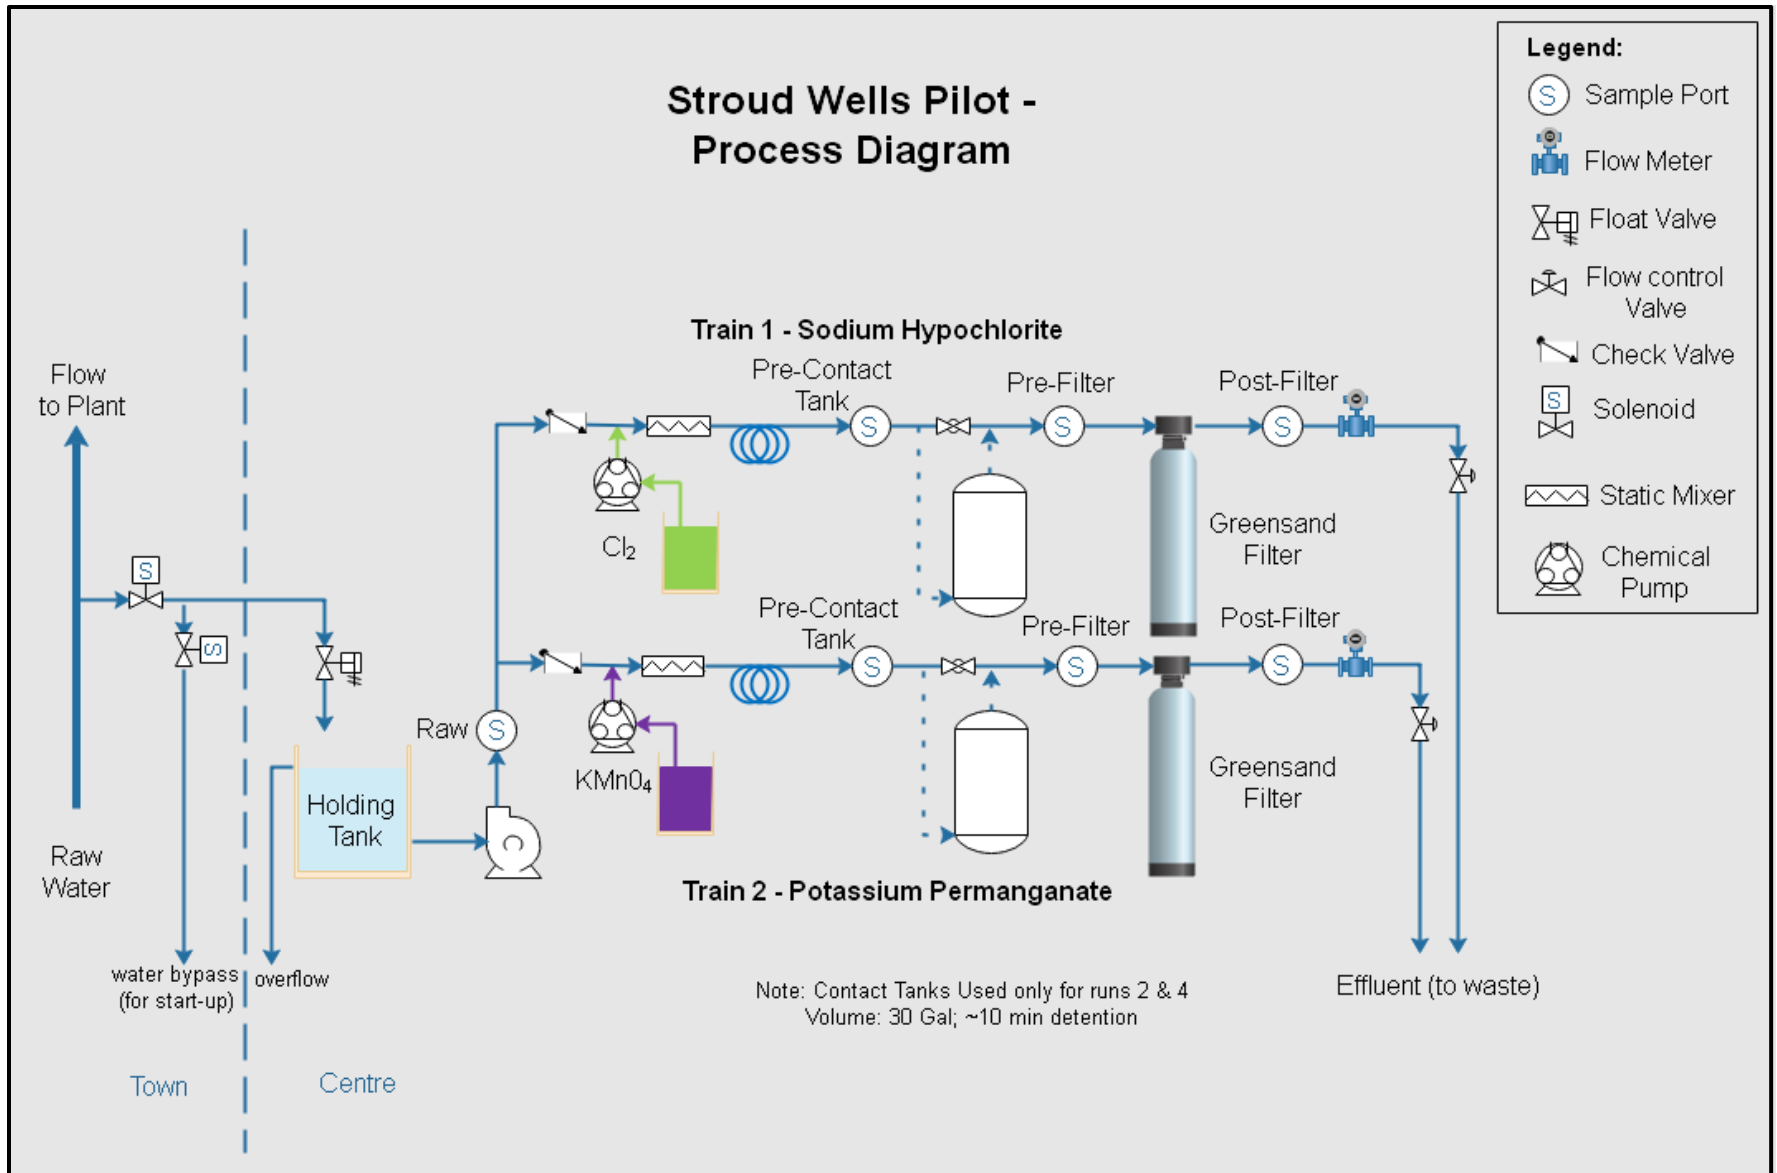 Stroud Wells Pilot -
Process Diagram
Legend:
S
Sample Port
Flow Meter
Float Valve
Flow control
Valve
Check Valve
S
Solenoid
Static Mixer
Chemical
Pump
Train 1 - Sodium Hypochlorite
Flow
to Plant
Pre-Contact
Tank
S
Pre-Filter
S
Post-Filter
S
Cl₂
Greensand
Filter
S
S
Pre-Contact
Tank
S
Pre-Filter
S
Post-Filter
S
Raw
S
KMn0₄
Greensand
Filter
Holding
Tank
Raw
Water
Train 2 - Potassium Permanganate
water bypass
(for start-up)
overflow
Note: Contact Tanks Used only for runs 2 & 4
Volume: 30 Gal; ~10 min detention
Effluent (to waste)
Town
Centre